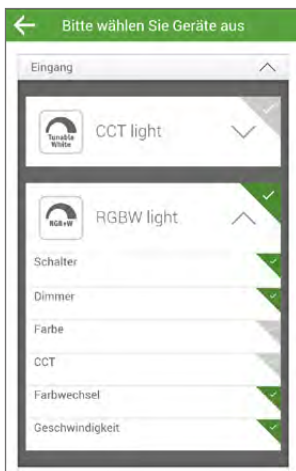 Bitte wählen Sie Geräte aus
Eingang
Tunable
White
CCT light
RGB+W
RGBW light
Schalter
Dimmer
Farbe
CCT
Farbwechsel
Geschwindigkeit